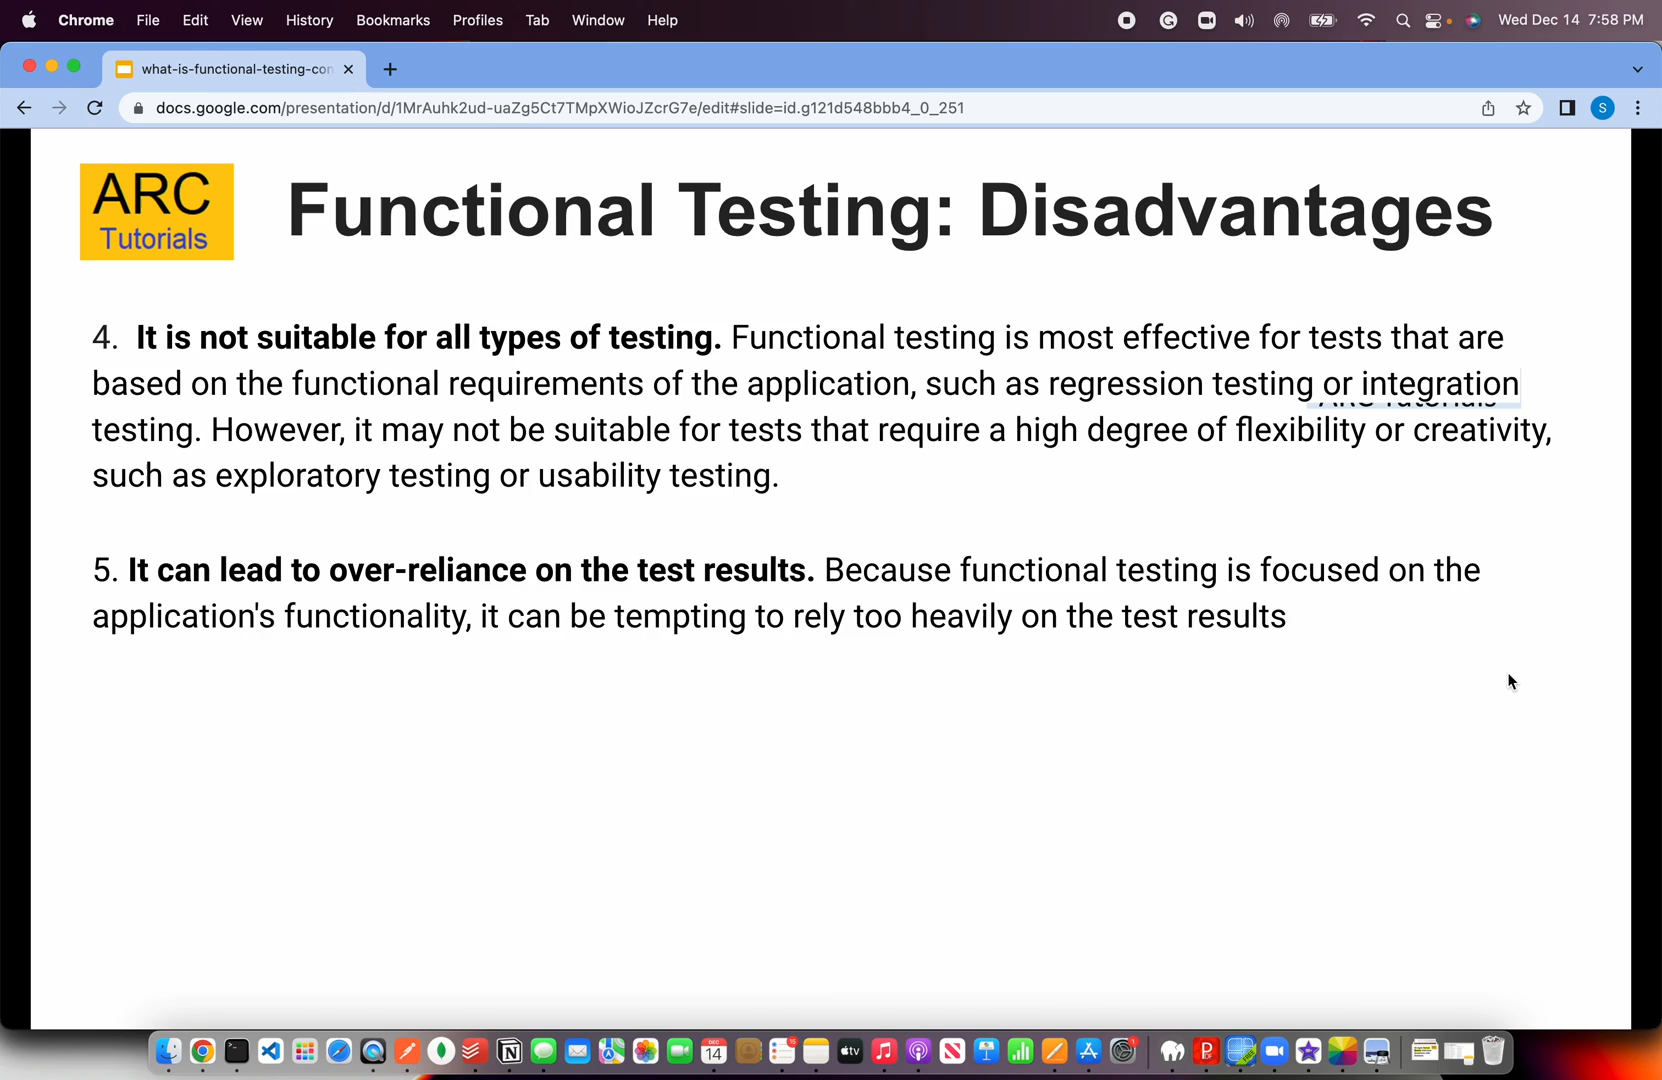 Chrome File Edit View History Bookmarks Profiles Tab Window Help Wed Dec 14 7:58 PM
what-is-functional-testing-con
docs.google.com/presentation/d/1MrAuhk2ud-uaZg5Ct7TMpXWioJZcrG7e/edit#slide=id.g121d548bbb4_0_251 S
ARC
Tutorials
Functional Testing: Disadvantages
4. It is not suitable for all types of testing. Functional testing is most effective for tests that are
based on the functional requirements of the application, such as regression testing or integration
testing. However, it may not be suitable for tests that require a high degree of flexibility or creativity,
such as exploratory testing or usability testing.
5. It can lead to over-reliance on the test results. Because functional testing is focused on the
application's functionality, it can be tempting to rely too heavily on the test results
DEC
14
tv